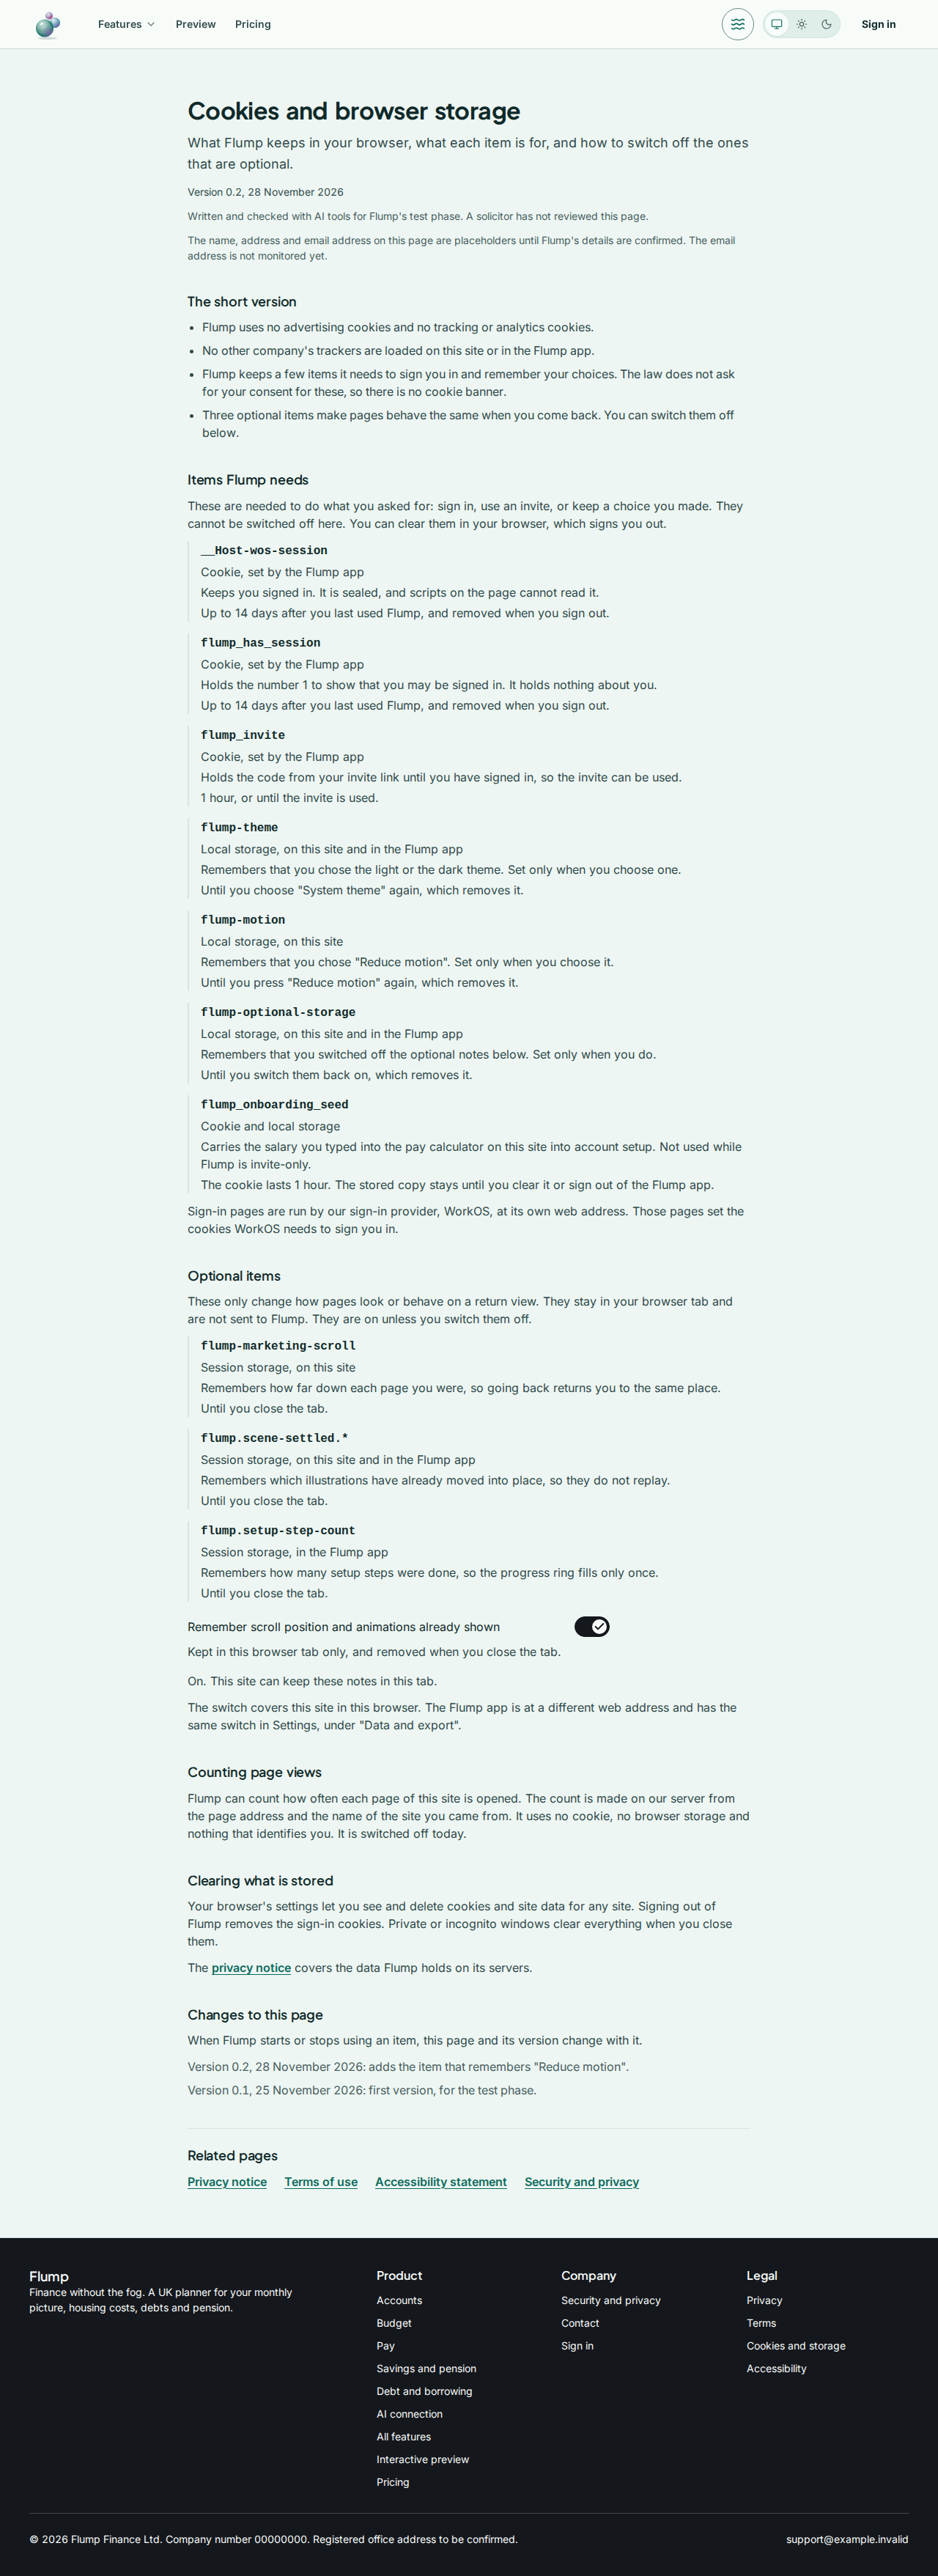 Features
Preview
Pricing
Sign in
Cookies and browser storage
What Flump keeps in your browser, what each item is for, and how to switch off the ones
that are optional.
Version 0.2, 28 November 2026
Written and checked with AI tools for Flump's test phase. A solicitor has not reviewed this page.
The name, address and email address on this page are placeholders until Flump's details are confirmed. The email
address is not monitored yet.
The short version
• Flump uses no advertising cookies and no tracking or analytics cookies.
• No other company's trackers are loaded on this site or in the Flump app.
• Flump keeps a few items it needs to sign you in and remember your choices. The law does not ask
for your consent for these, so there is no cookie banner.
• Three optional items make pages behave the same when you come back. You can switch them off
below.
Items Flump needs
These are needed to do what you asked for: sign in, use an invite, or keep a choice you made. They
cannot be switched off here. You can clear them in your browser, which signs you out.
__Host-wos-session
Cookie, set by the Flump app
Keeps you signed in. It is sealed, and scripts on the page cannot read it.
Up to 14 days after you last used Flump, and removed when you sign out.
flump_has_session
Cookie, set by the Flump app
Holds the number 1 to show that you may be signed in. It holds nothing about you.
Up to 14 days after you last used Flump, and removed when you sign out.
flump_invite
Cookie, set by the Flump app
Holds the code from your invite link until you have signed in, so the invite can be used.
1 hour, or until the invite is used.
flump-theme
Local storage, on this site and in the Flump app
Remembers that you chose the light or the dark theme. Set only when you choose one.
Until you choose "System theme" again, which removes it.
flump-motion
Local storage, on this site
Remembers that you chose "Reduce motion". Set only when you choose it.
Until you press "Reduce motion" again, which removes it.
flump-optional-storage
Local storage, on this site and in the Flump app
Remembers that you switched off the optional notes below. Set only when you do.
Until you switch them back on, which removes it.
flump_onboarding_seed
Cookie and local storage
Carries the salary you typed into the pay calculator on this site into account setup. Not used while
Flump is invite-only.
The cookie lasts 1 hour. The stored copy stays until you clear it or sign out of the Flump app.
Sign-in pages are run by our sign-in provider, WorkOS, at its own web address. Those pages set the
cookies WorkOS needs to sign you in.
Optional items
These only change how pages look or behave on a return view. They stay in your browser tab and
are not sent to Flump. They are on unless you switch them off.
flump-marketing-scroll
Session storage, on this site
Remembers how far down each page you were, so going back returns you to the same place.
Until you close the tab.
flump.scene-settled.*
Session storage, on this site and in the Flump app
Remembers which illustrations have already moved into place, so they do not replay.
Until you close the tab.
flump.setup-step-count
Session storage, in the Flump app
Remembers how many setup steps were done, so the progress ring fills only once.
Until you close the tab.
Remember scroll position and animations already shown
Kept in this browser tab only, and removed when you close the tab.
On. This site can keep these notes in this tab.
The switch covers this site in this browser. The Flump app is at a different web address and has the
same switch in Settings, under "Data and export".
Counting page views
Flump can count how often each page of this site is opened. The count is made on our server from
the page address and the name of the site you came from. It uses no cookie, no browser storage and
nothing that identifies you. It is switched off today.
Clearing what is stored
Your browser's settings let you see and delete cookies and site data for any site. Signing out of
Flump removes the sign-in cookies. Private or incognito windows clear everything when you close
them.
The privacy notice covers the data Flump holds on its servers.
Changes to this page
When Flump starts or stops using an item, this page and its version change with it.
Version 0.2, 28 November 2026: adds the item that remembers "Reduce motion".
Version 0.1, 25 November 2026: first version, for the test phase.
Related pages
Privacy notice
Terms of use
Accessibility statement
Security and privacy
Flump
Finance without the fog. A UK planner for your monthly
picture, housing costs, debts and pension.
Product
Accounts
Budget
Pay
Savings and pension
Debt and borrowing
AI connection
All features
Interactive preview
Pricing
Company
Security and privacy
Contact
Sign in
Legal
Privacy
Terms
Cookies and storage
Accessibility
© 2026 Flump Finance Ltd. Company number 00000000. Registered office address to be confirmed.
support@example.invalid